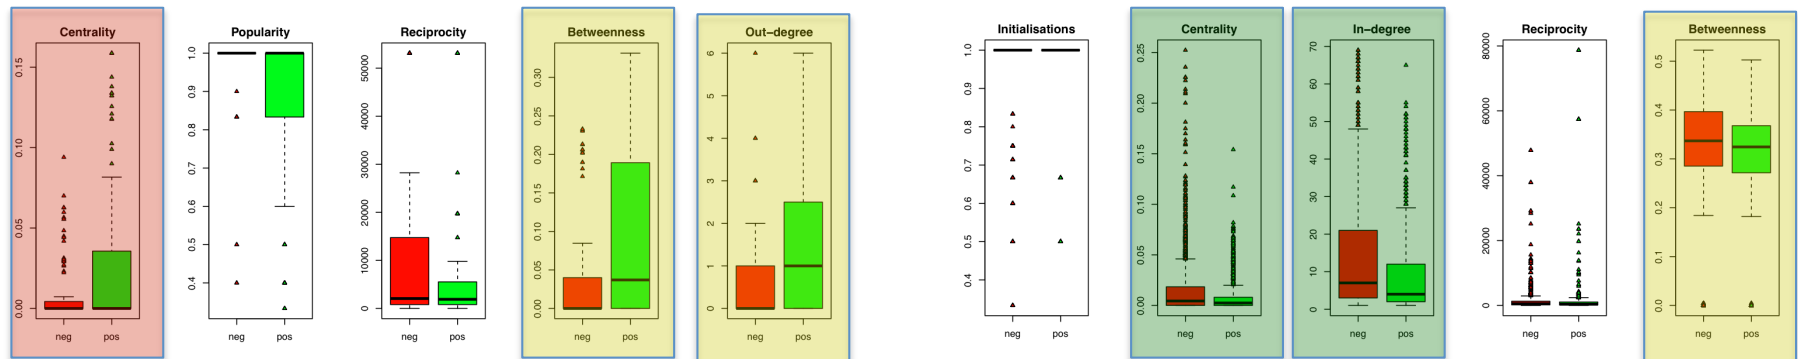 Centrality
0.00 0.05 0.10 0.15
neg pos
Popularity
0.4 0.5 0.6 0.7 0.8 0.9 1.0
neg pos
Reciprocity
0 10000 20000 30000 40000 50000
neg pos
Betweenness
0.00 0.05 0.10 0.15 0.20 0.25 0.30
neg pos
Out-degree
0 1 2 3 4 5 6
neg pos
Initialisations
0.4 0.5 0.6 0.7 0.8 0.9 1.0
neg pos
Centrality
0.00 0.05 0.10 0.15 0.20 0.25
neg pos
In-degree
0 10 20 30 40 50 60 70
neg pos
Reciprocity
0 20000 40000 60000 80000
neg pos
Betweenness
0.0 0.1 0.2 0.3 0.4 0.5
neg pos